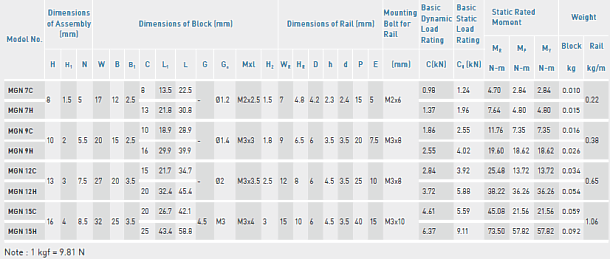 Model No. Dimensions of Assembly (mm) Dimensions of Block (mm) Dimensions of Rail (mm) Mounting Bolt for Rail Basic Dynamic Load Rating Basic Static Load Rating Static Rated Moment Weight
MR MP MY Block Rail
H H1 N W B B1 C L1 L G Gn Mxl H2 WR HR D h d P E (mm) C(kN) C0(kN) N-m N-m N-m kg kg/m
MGN 7C 8 1.5 5 17 12 2.5 8 13.5 22.5 - Ø1.2 M2x2.5 1.5 7 4.8 4.2 2.3 2.4 15 5 M2x6 0.98 1.24 4.70 2.84 2.84 0.010 0.22
MGN 7H 13 21.8 30.8 1.37 1.96 7.64 4.80 4.80 0.015
MGN 9C 10 2 5.5 20 15 2.5 10 18.9 28.9 - Ø1.4 M3x3 1.8 9 6.5 6 3.5 3.5 20 7.5 M3x8 1.86 2.55 11.76 7.35 7.35 0.016 0.38
MGN 9H 16 29.9 39.9 2.55 4.02 19.60 18.62 18.62 0.026
MGN 12C 13 3 7.5 27 20 3.5 15 21.7 34.7 - Ø2 M3x3.5 2.5 12 8 6 4.5 3.5 25 10 M3x8 2.84 3.92 25.48 13.72 13.72 0.034 0.65
MGN 12H 20 32.4 45.4 3.72 5.88 38.22 36.26 36.26 0.054
MGN 15C 16 4 8.5 32 25 3.5 20 26.7 42.1 4.5 M3 M3x4 3 15 10 6 4.5 3.5 40 15 M3x10 4.61 5.59 45.08 21.56 21.56 0.059 1.06
MGN 15H 25 43.4 58.8 6.37 9.11 73.50 57.82 57.82 0.092
Note : 1 kgf = 9.81 N